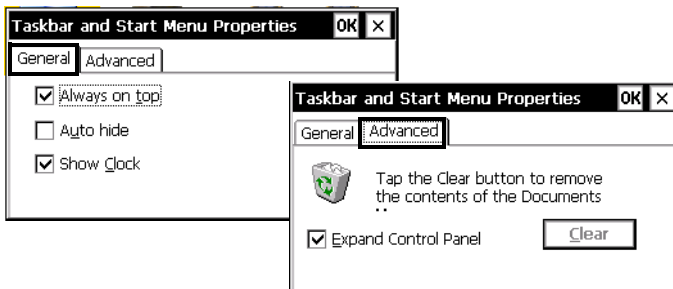 Taskbar and Start Menu Properties OK ×
General Advanced
Always on top
Auto hide
Show Clock
Taskbar and Start Menu Properties OK ×
General Advanced
Tap the Clear button to remove
the contents of the Documents
Expand Control Panel Clear